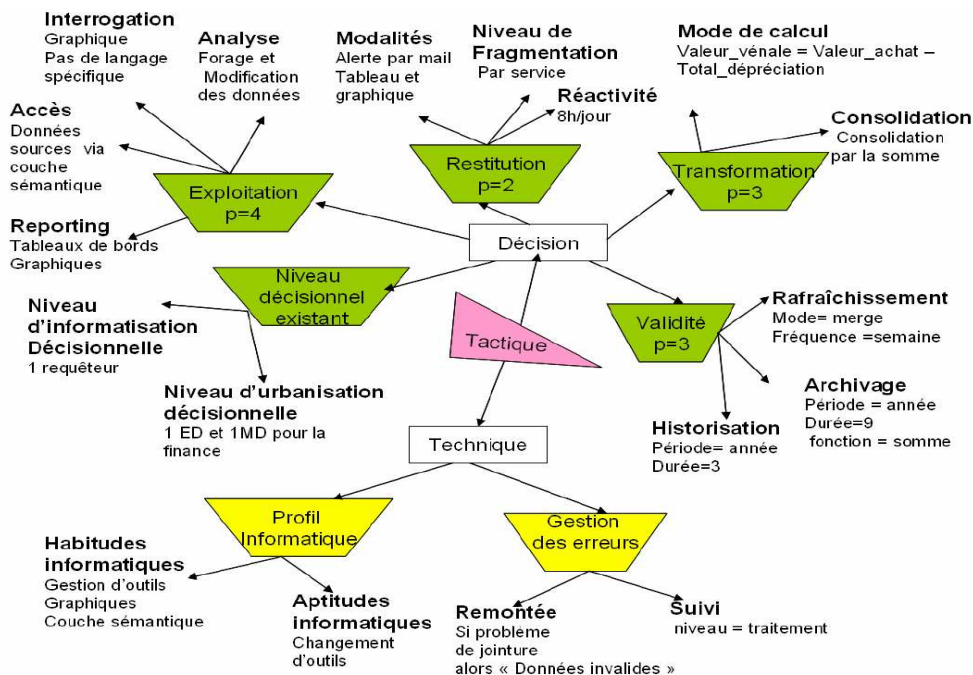 Interrogation
Graphique
Pas de langage
spécifique
Analyse
Forage et
Modification
des données
Modalités
Alerte par mail
Tableau et
graphique
Niveau de
Fragmentation
Par service
Réactivité
8h/jour
Mode de calcul
Valeur_vénale = Valeur_achat –
Total_dépréciation
Consolidation
Consolidation
par la somme
Accès
Données
sources via
couche
sémantique
Reporting
Tableaux de bords
Graphiques
Exploitation
p=4
Restitution
p=2
Transformation
p=3
Décision
Niveau
décisionnel
existant
Niveau
d'informatisation
Décisionnelle
1 requêteur
Niveau d'urbanisation
décisionnelle
1 ED et 1MD pour la
finance
Tactique
Validité
p=3
Rafraîchissement
Mode= merge
Fréquence =semaine
Archivage
Période = année
Durée=9
fonction = somme
Historisation
Période= année
Durée=3
Technique
Profil
Informatique
Gestion
des erreurs
Habitudes
informatiques
Gestion d'outils
Graphiques
Couche sémantique
Aptitudes
informatiques
Changement
d'outils
Remontée
Si problème
de jointure
alors « Données invalides »
Suivi
niveau = traitement